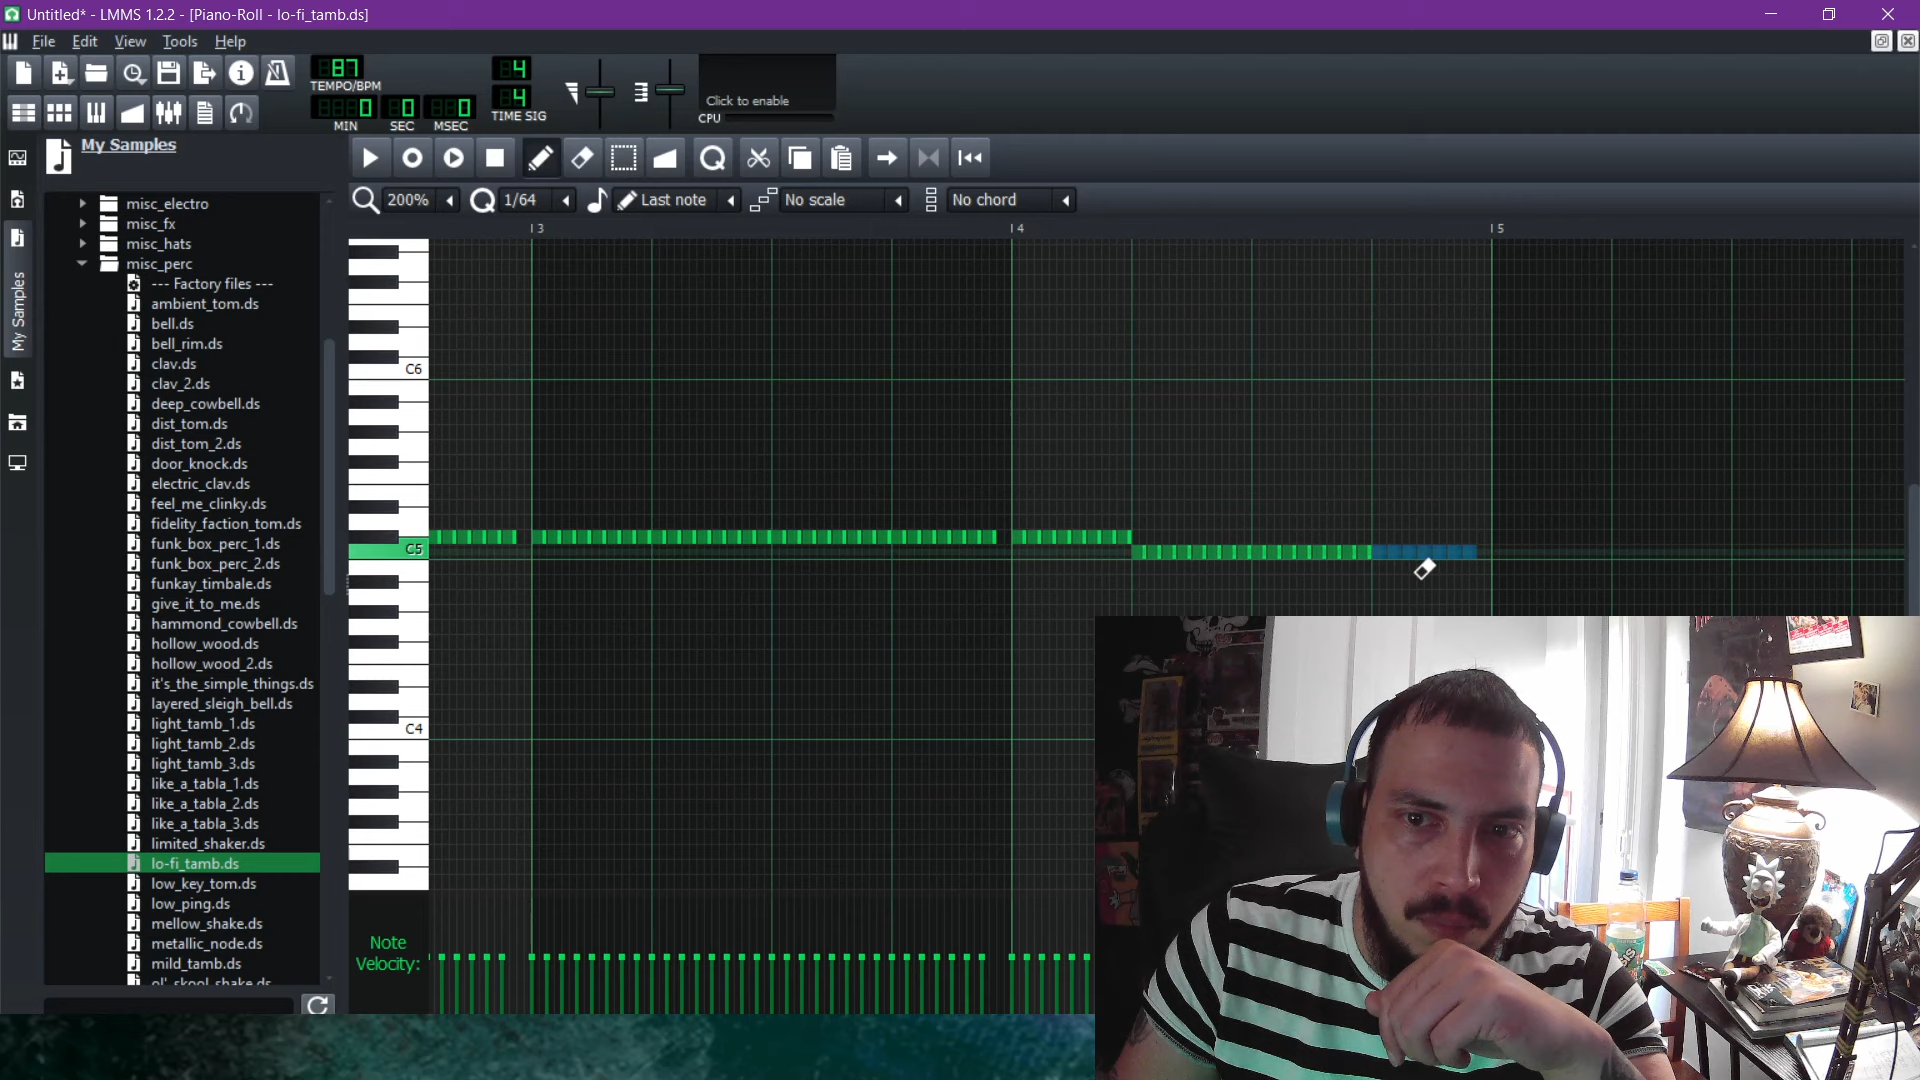 Untitled* - LMMS 1.2.2 - [Piano-Roll - lo-fi_tamb.ds]
File Edit View Tools Help
87
TEMPO/BPM
0 0 0
MIN SEC MSEC
4
4
TIME SIG
Click to enable
CPU
My Samples
200% 1/64 Last note No scale No chord
3 4 5
My Samples
misc_electro
misc_fx
misc_hats
misc_perc
--- Factory files ---
ambient_tom.ds
bell.ds
bell_rim.ds
clav.ds
clav_2.ds
deep_cowbell.ds
dist_tom.ds
dist_tom_2.ds
door_knock.ds
electric_clav.ds
feel_me_clinky.ds
fidelity_faction_tom.ds
funk_box_perc_1.ds
funk_box_perc_2.ds
funkay_timbale.ds
give_it_to_me.ds
hammond_cowbell.ds
hollow_wood.ds
hollow_wood_2.ds
it's_the_simple_things.ds
layered_sleigh_bell.ds
light_tamb_1.ds
light_tamb_2.ds
light_tamb_3.ds
like_a_tabla_1.ds
like_a_tabla_2.ds
like_a_tabla_3.ds
limited_shaker.ds
lo-fi_tamb.ds
low_key_tom.ds
low_ping.ds
mellow_shake.ds
metallic_node.ds
mild_tamb.ds
ol'_skool_shake.ds
C6
C5
C4
Note
Velocity: